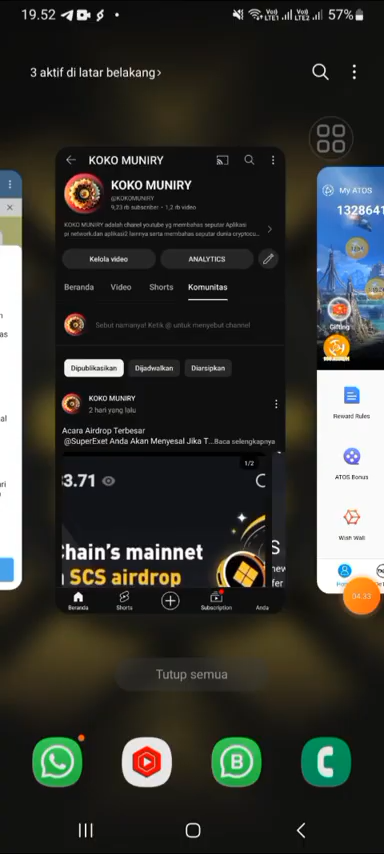 19.52
Vo)) LTE1
Vo)) LTE2
57%
3 aktif di latar belakang>
KOKO MUNIRY
KOKO MUNIRY
@KOKOMUNIRY
9,23 rb subscriber • 1,2 rb video
KOKO MUNIRY adalah chanel youtube yg membahas seputar Aplikasi
pi network,dan aplikasi2 lainnya serta membahas seputar dunia cryptocu...
Kelola video
ANALYTICS
Beranda
Video
Shorts
Komunitas
Sebut namanya! Ketik @ untuk menyebut channel
Dipublikasikan
Dijadwalkan
Diarsipkan
KOKO MUNIRY
2 hari yang lalu
Acara Airdrop Terbesar
@SuperExet Anda Akan Menyesal Jika T...Baca selengkapnya
1/2
3.71
chain's mainnet
SCS airdrop
Beranda
Shorts
Subscription
Anda
My ATOS
1328641
Gifting
Reward Rules
ATOS Bonus
Wish Wall
04:33
Tutup semua